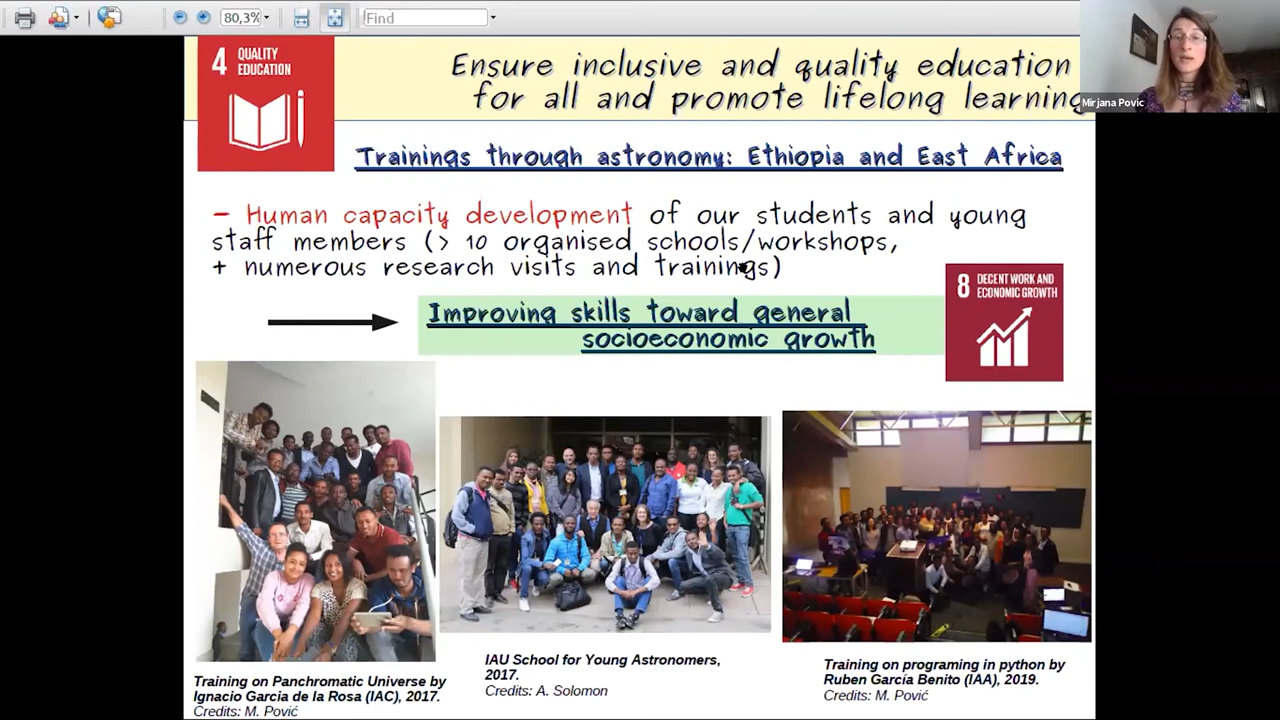 80,3%
Find
4 QUALITY
EDUCATION
Ensure inclusive and quality education
for all and promote lifelong learning
Mirjana Povic
Trainings through astronomy: Ethiopia and East Africa
- Human capacity development of our students and young
staff members (> 10 organised schools/workshops,
+ numerous research visits and trainings)
8 DECENT WORK AND
ECONOMIC GROWTH
Improving skills toward general
socioeconomic growth
Training on Panchromatic Universe by
Ignacio Garcia de la Rosa (IAC), 2017.
Credits: M. Pović
IAU School for Young Astronomers,
2017.
Credits: A. Solomon
Training on programing in python by
Ruben García Benito (IAA), 2019.
Credits: M. Pović